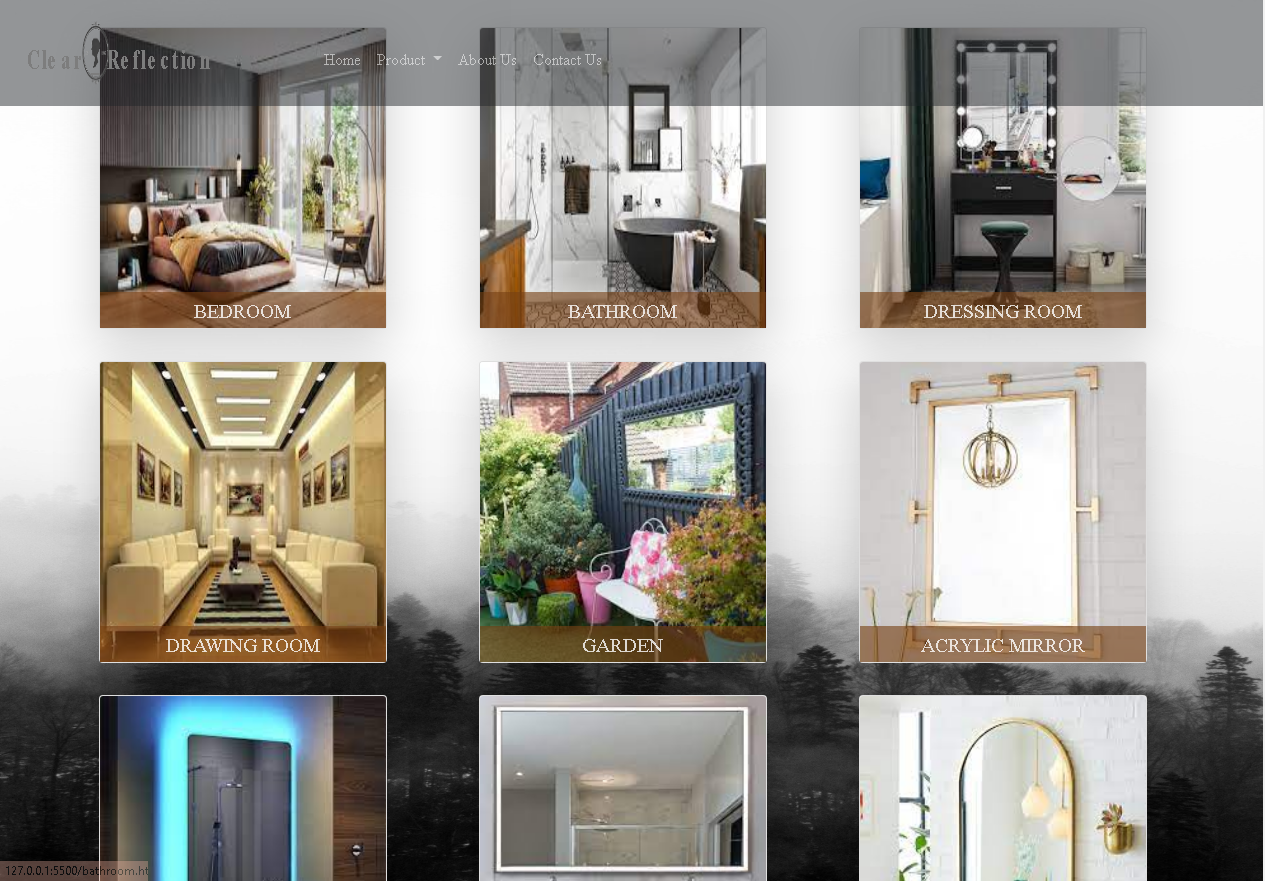 Clear Reflection
Home Product About Us Contact Us
BEDROOM
BATHROOM
DRESSING ROOM
DRAWING ROOM
GARDEN
ACRYLIC MIRROR
127.0.0.1:5500/bathroom.ht